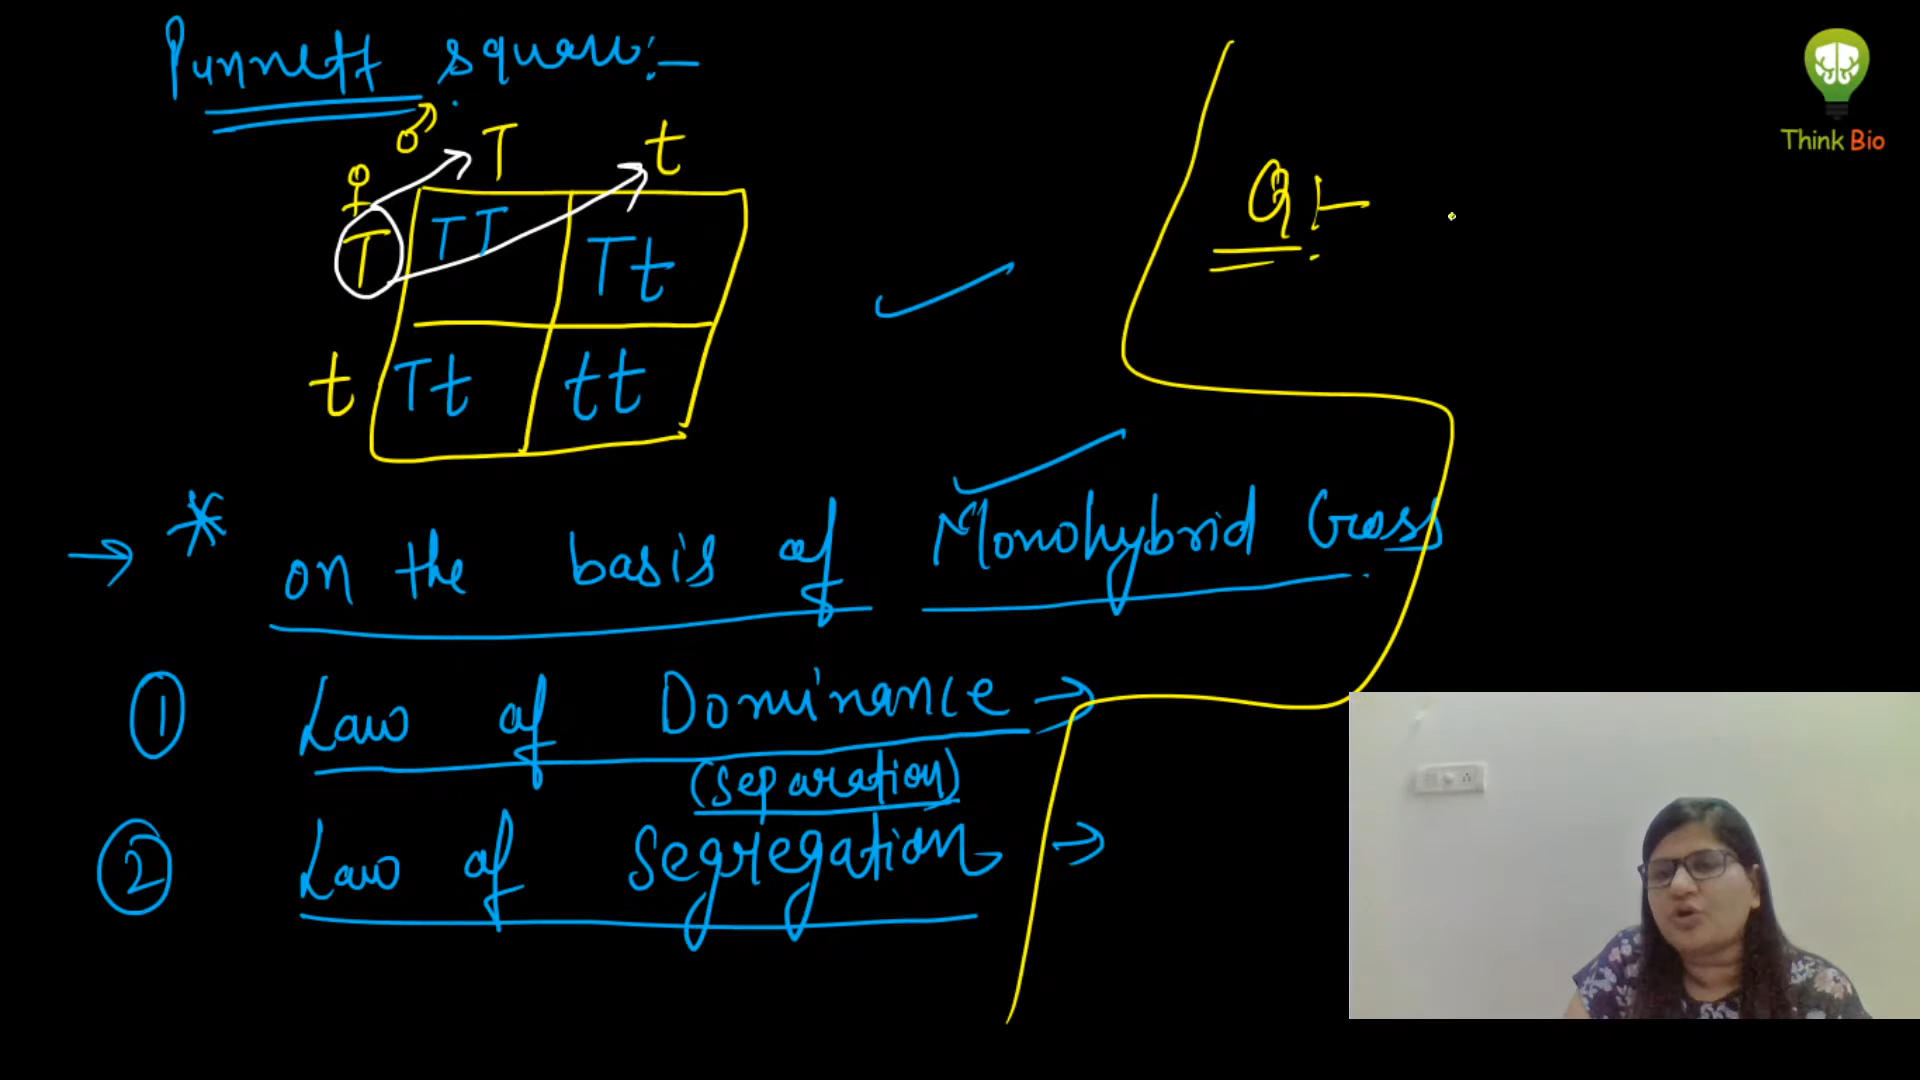 Punnett square:-
♂ T t
♀
T TT Tt
t Tt tt
Q:-
→ * on the basis of Monohybrid Cross
① Law of Dominance →
(separation)
② Law of Segregation →
Think Bio